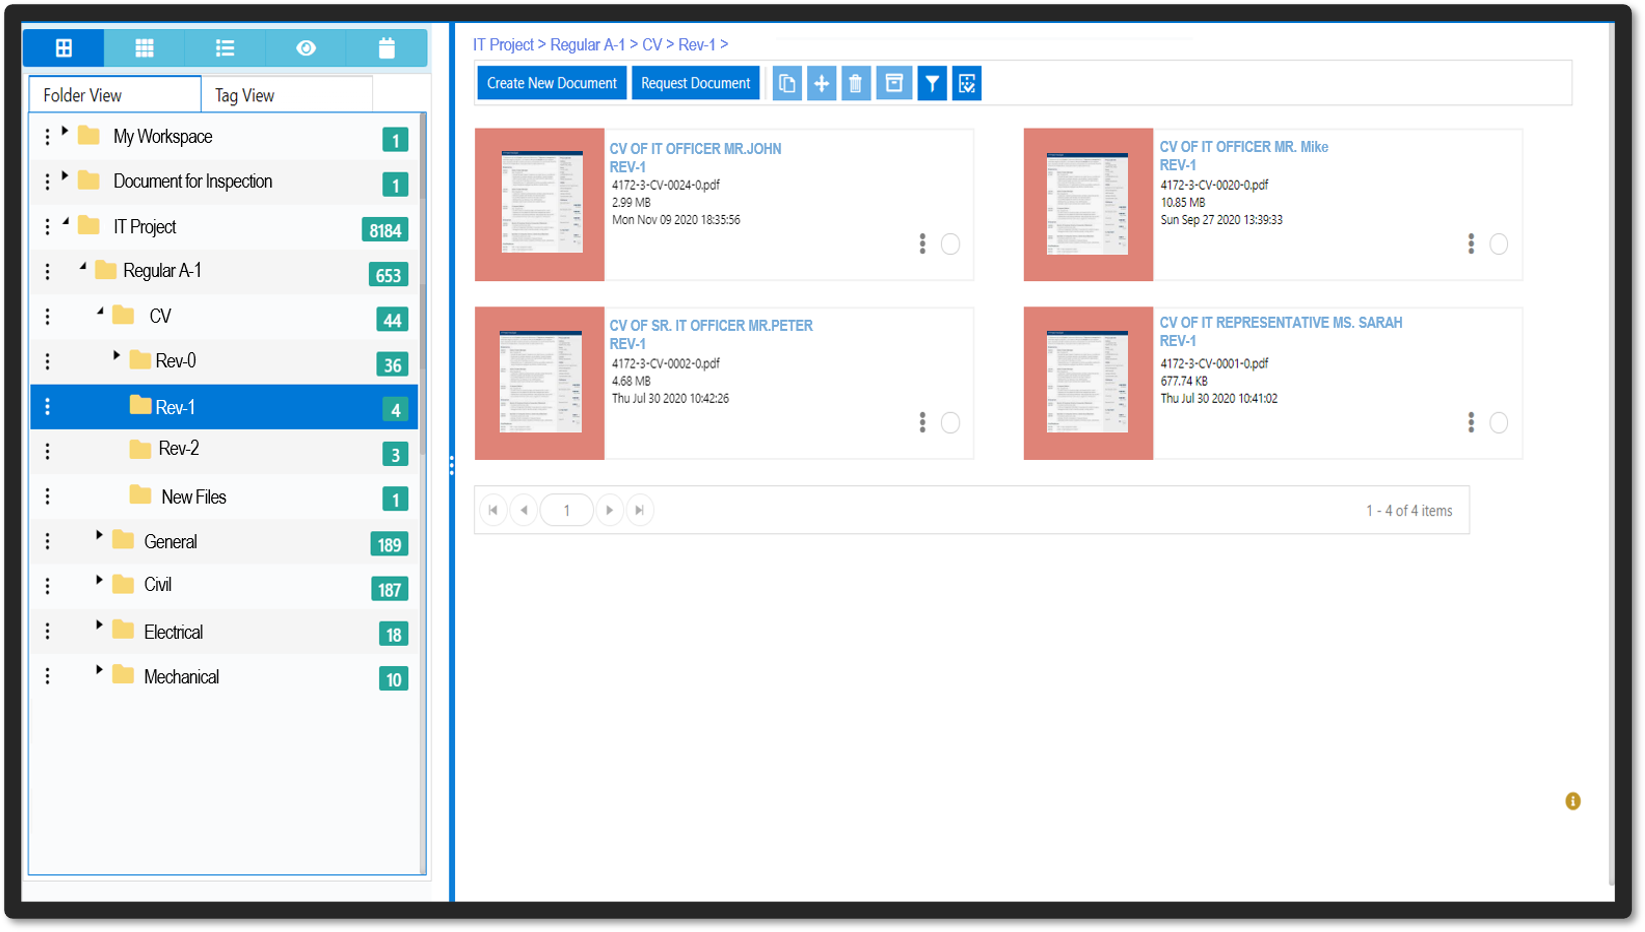 Folder View
Tag View
My Workspace 1
Document for Inspection 1
IT Project 8184
Regular A-1 653
CV 44
Rev-0 36
Rev-1 4
Rev-2 3
New Files 1
General 189
Civil 187
Electrical 18
Mechanical 10
IT Project > Regular A-1 > CV > Rev-1 >
Create New Document
Request Document
CV OF IT OFFICER MR.JOHN
REV-1
4172-3-CV-0024-0.pdf
2.99 MB
Mon Nov 09 2020 18:35:56
CV OF IT OFFICER MR. Mike
REV-1
4172-3-CV-0020-0.pdf
10.85 MB
Sun Sep 27 2020 13:39:33
CV OF SR. IT OFFICER MR.PETER
REV-1
4172-3-CV-0002-0.pdf
4.68 MB
Thu Jul 30 2020 10:42:26
CV OF IT REPRESENTATIVE MS. SARAH
REV-1
4172-3-CV-0001-0.pdf
677.74 KB
Thu Jul 30 2020 10:41:02
1
1 - 4 of 4 items